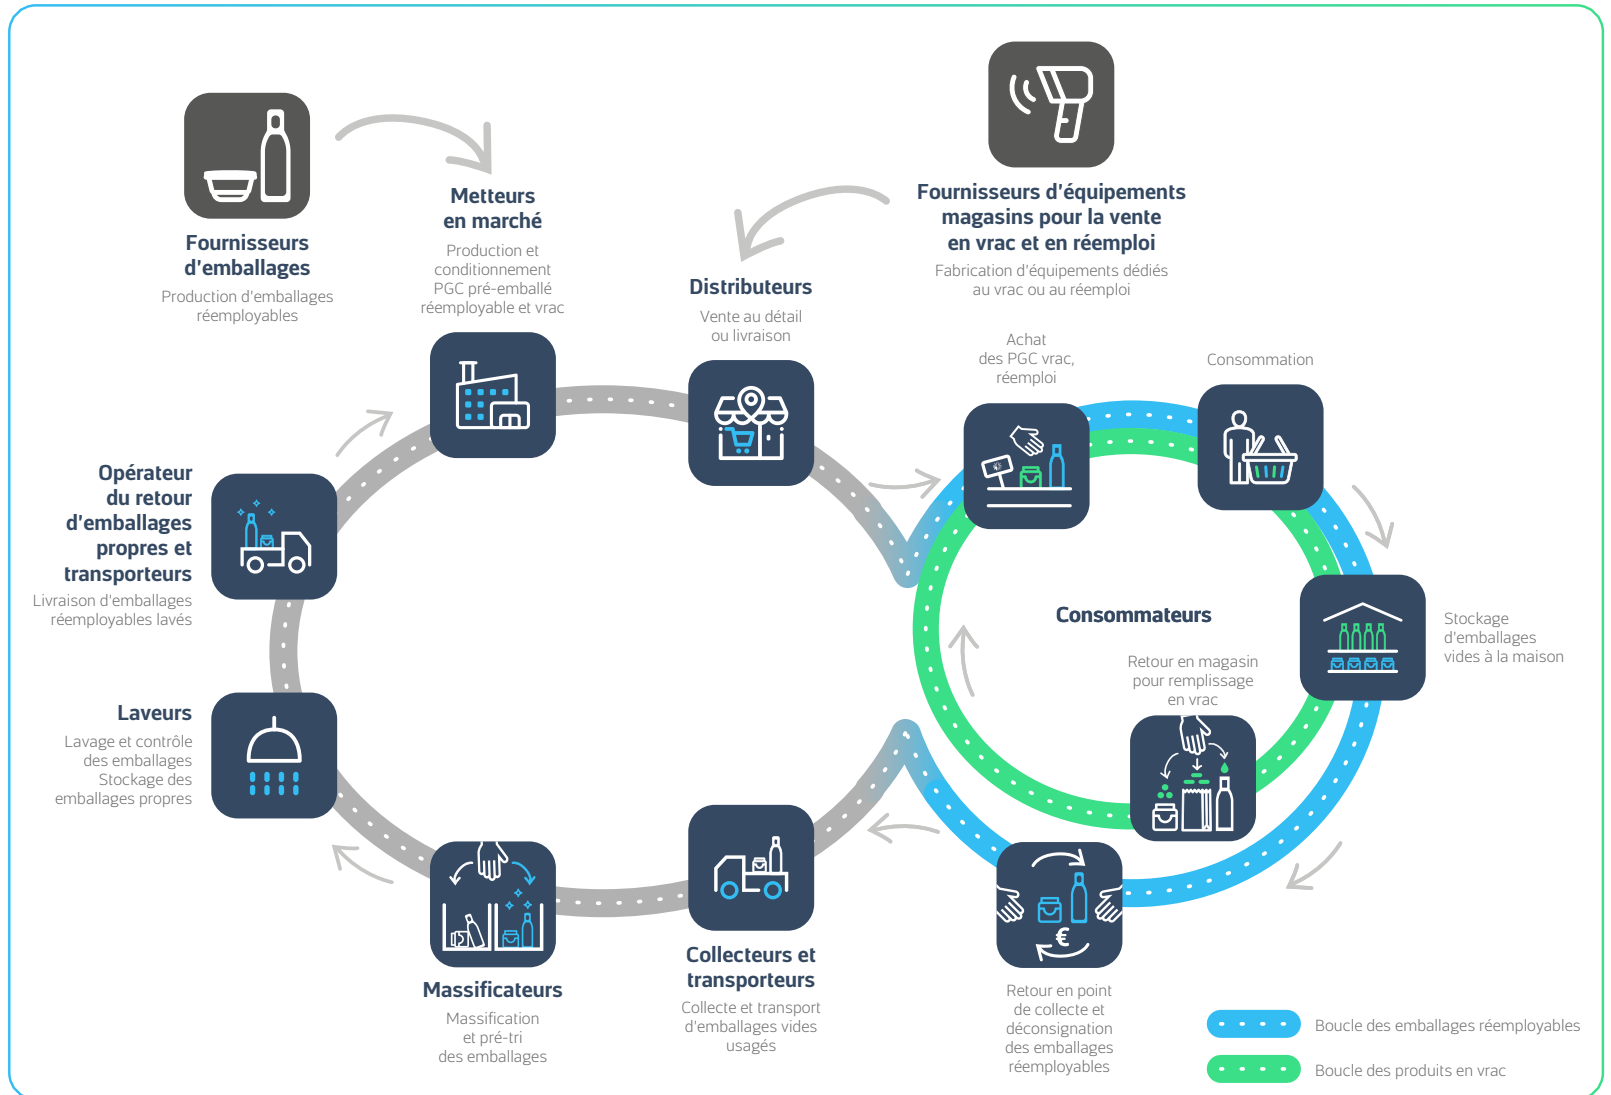 Fournisseurs
d'emballages
Production d'emballages
réemployables
Metteurs
en marché
Production et
conditionnement
PGC pré-emballé
réemployable et vrac
Distributeurs
Vente au détail
ou livraison
Fournisseurs d'équipements
magasins pour la vente
en vrac et en réemploi
Fabrication d'équipements dédiés
au vrac ou au réemploi
Achat
des PGC vrac,
réemploi
Consommation
Stockage
d'emballages
vides à la maison
Consommateurs
Retour en magasin
pour remplissage
en vrac
€
Retour en point
de collecte et
déconsignation
des emballages
réemployables
Collecteurs et
transporteurs
Collecte et transport
d'emballages vides
usagés
Massificateurs
Massification
et pré-tri
des emballages
Laveurs
Lavage et contrôle
des emballages
Stockage des
emballages propres
Opérateur
du retour
d'emballages
propres et
transporteurs
Livraison d'emballages
réemployables lavés
Boucle des emballages réemployables
Boucle des produits en vrac